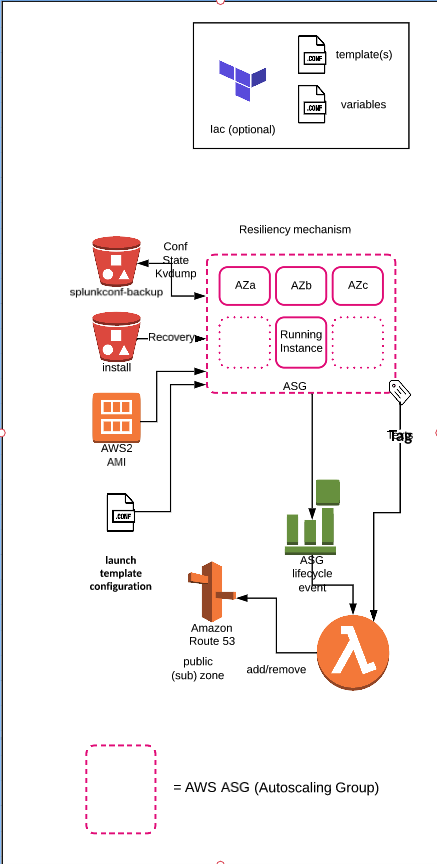 .CONF
template(s)
.CONF
variables
Iac (optional)
Resiliency mechanism
Conf
State
Kvdump
splunkconf-backup
AZa
AZb
AZc
Recovery
install
Running
Instance
ASG
AWS2
AMI
Tag
.CONF
launch
template
configuration
ASG
lifecycle
event
Amazon
Route 53
public
(sub) zone
add/remove
= AWS ASG (Autoscaling Group)